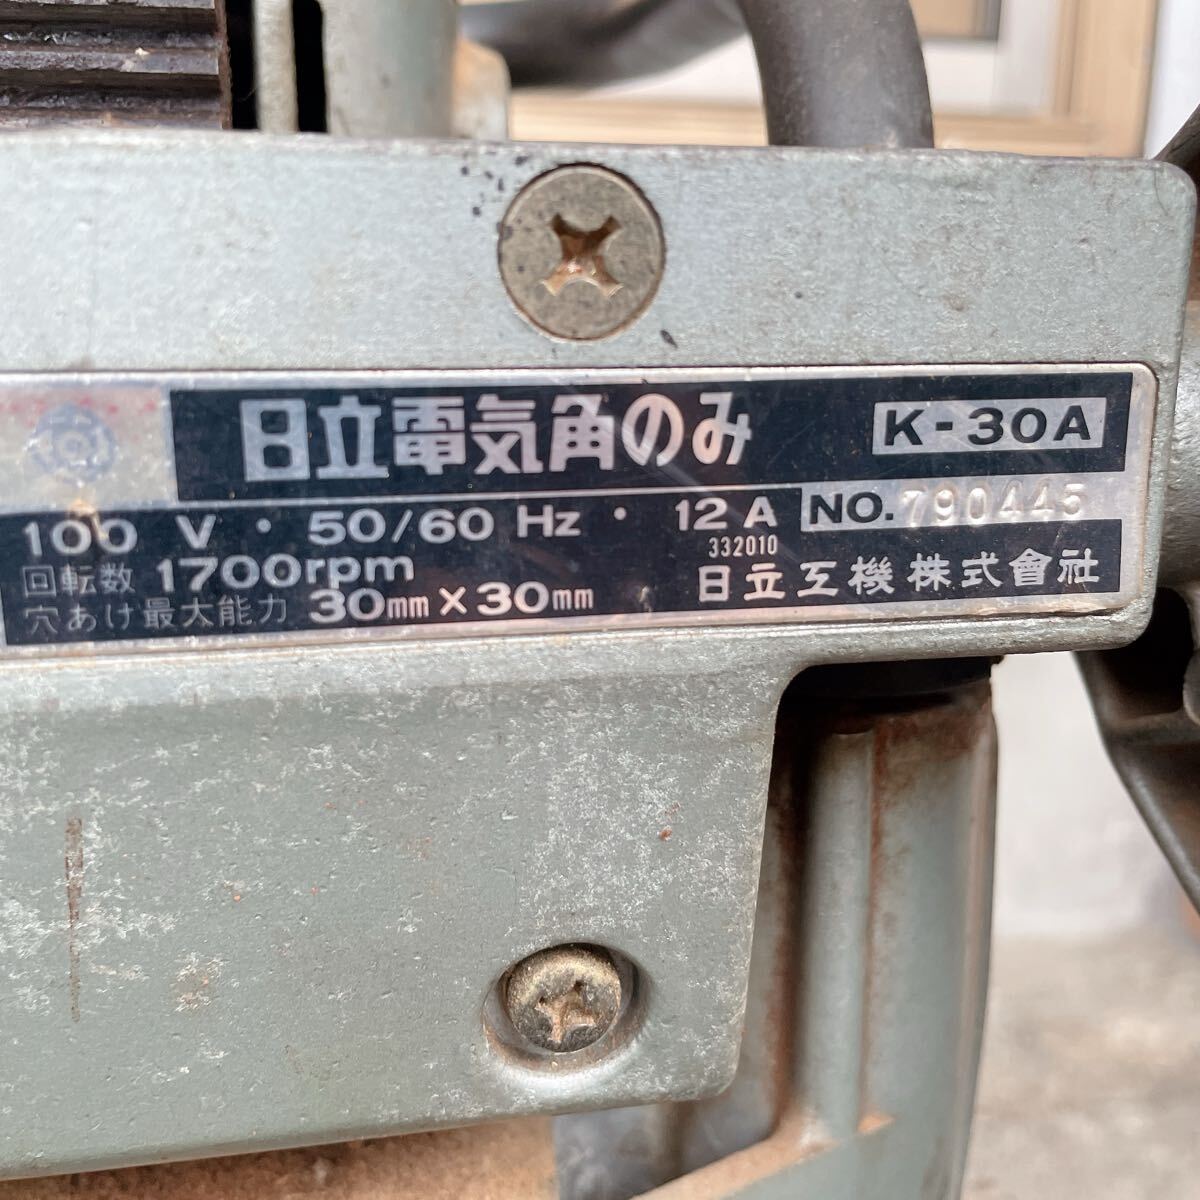 日立電気角のみ K-30A
100 V・50/60 Hz・12A NO. 790445
332010
回転数 1700rpm
穴あけ最大能力 30mm×30mm
日立工機株式會社